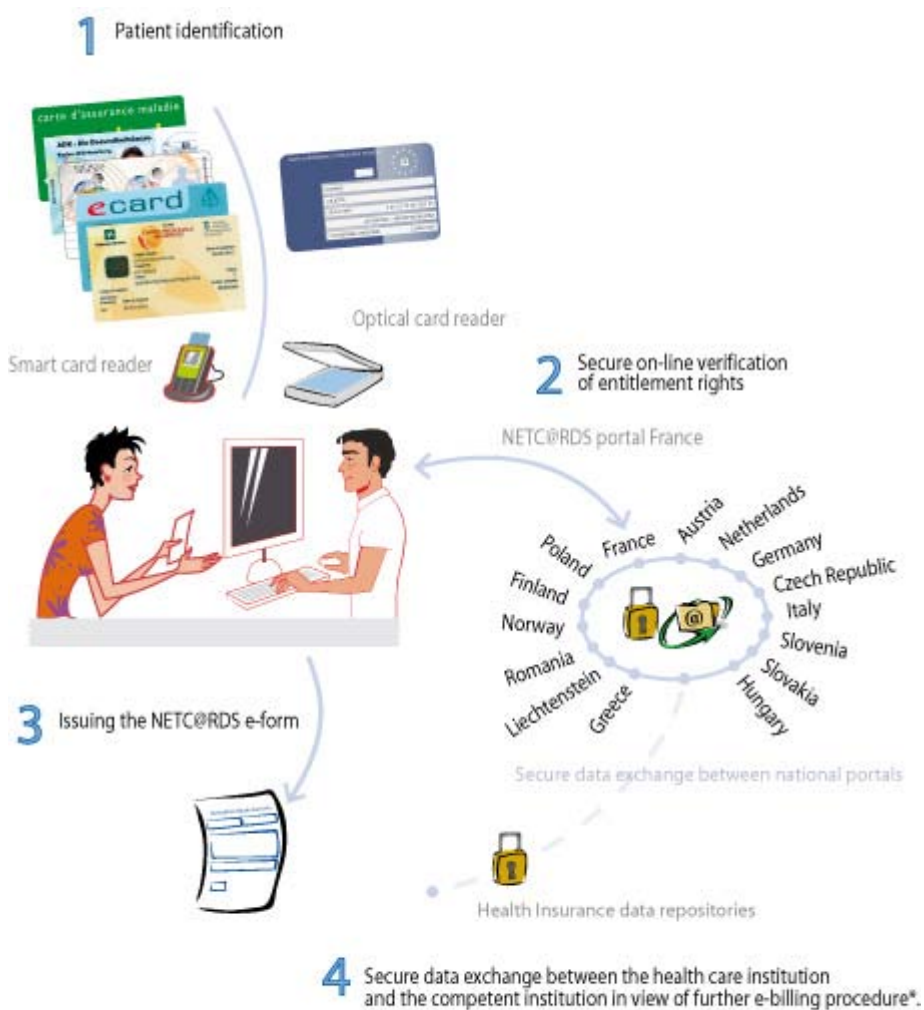 1 Patient identification
carte d'assurance maladie
ecard
Optical card reader
Smart card reader
2 Secure on-line verification
of entitlement rights
NETC@RDS portal France
Poland
France
Austria
Netherlands
Germany
Czech Republic
Italy
Slovenia
Slovakia
Hungary
Greece
Liechtenstein
Romania
Norway
Finland
@
3 Issuing the NETC@RDS e-form
Secure data exchange between national portals
Health Insurance data repositories
4 Secure data exchange between the health care institution
and the competent institution in view of further e-billing procedure*.